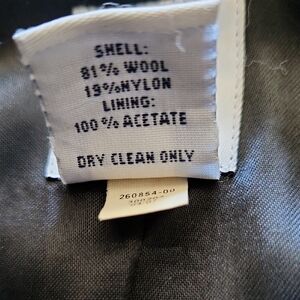 SHELL:
81% WOOL
19% NYLON
LINING:
100% ACETATE
DRY CLEAN ONLY
260854-00